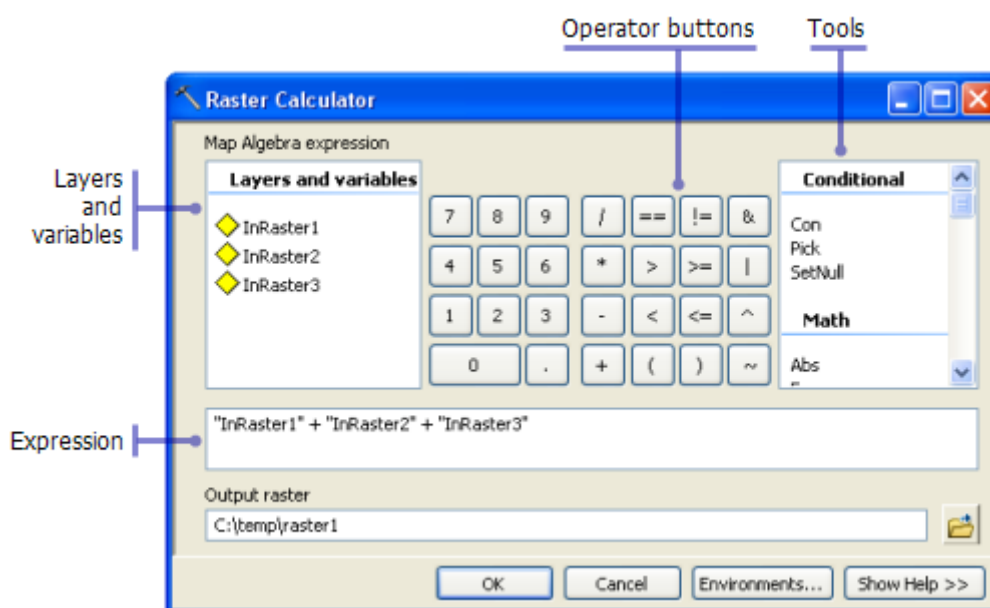 Operator buttons
Tools
Raster Calculator
Map Algebra expression
Layers
and
variables
Layers and variables
InRaster1
InRaster2
InRaster3
7 8 9 / == != &
4 5 6 * > >= |
1 2 3 - < <= ^
0 . + ( ) ~
Conditional
Con
Pick
SetNull
Math
Abs
Expression
"InRaster1" + "InRaster2" + "InRaster3"
Output raster
C:\temp\raster1
OK
Cancel
Environments...
Show Help >>